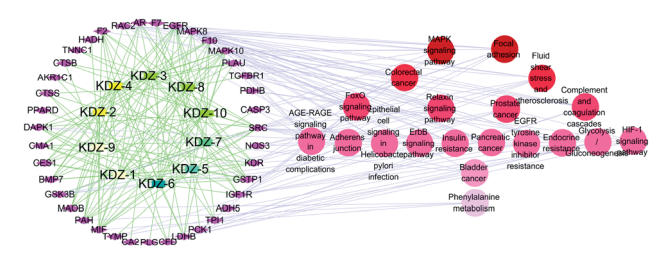 AR
F7
EGFR
RAC2
MAPK8
F2
F10
HADH
MAPK10
TNNC1
PLAU
CTSB
TGFBR1
AKR1C1
PDHB
CTSS
CASP3
PPARD
SRC
DAPK1
NOS3
CMA1
KDR
CES1
GSTP1
BMP7
IGF1R
GSK3B
ADH5
MAOB
TPI1
PAH
PCK1
MIF
LDHB
TYMP
CA2
PLG
CFD
KDZ-3
KDZ-4
KDZ-8
KDZ-2
KDZ-10
KDZ-9
KDZ-7
KDZ-1
KDZ-5
KDZ-6
MAPK
signaling
pathway
Focal
adhesion
Colorectal
cancer
Fluid
shear
stress and
atherosclerosis
FoxO
signaling
pathway
Relaxin
signaling
pathway
Prostate
cancer
Complement
and
coagulation
cascades
AGE-RAGE
signaling
pathway
in
diabetic
complications
Adherens
junction
Epithelial
cell
signaling
in
Helicobacter
pylori
infection
ErbB
signaling
pathway
Insulin
resistance
Pancreatic
cancer
EGFR
tyrosine
kinase
inhibitor
resistance
Endocrine
resistance
Glycolysis
/
Gluconeogenesis
HIF-1
signaling
pathway
Bladder
cancer
Phenylalanine
metabolism